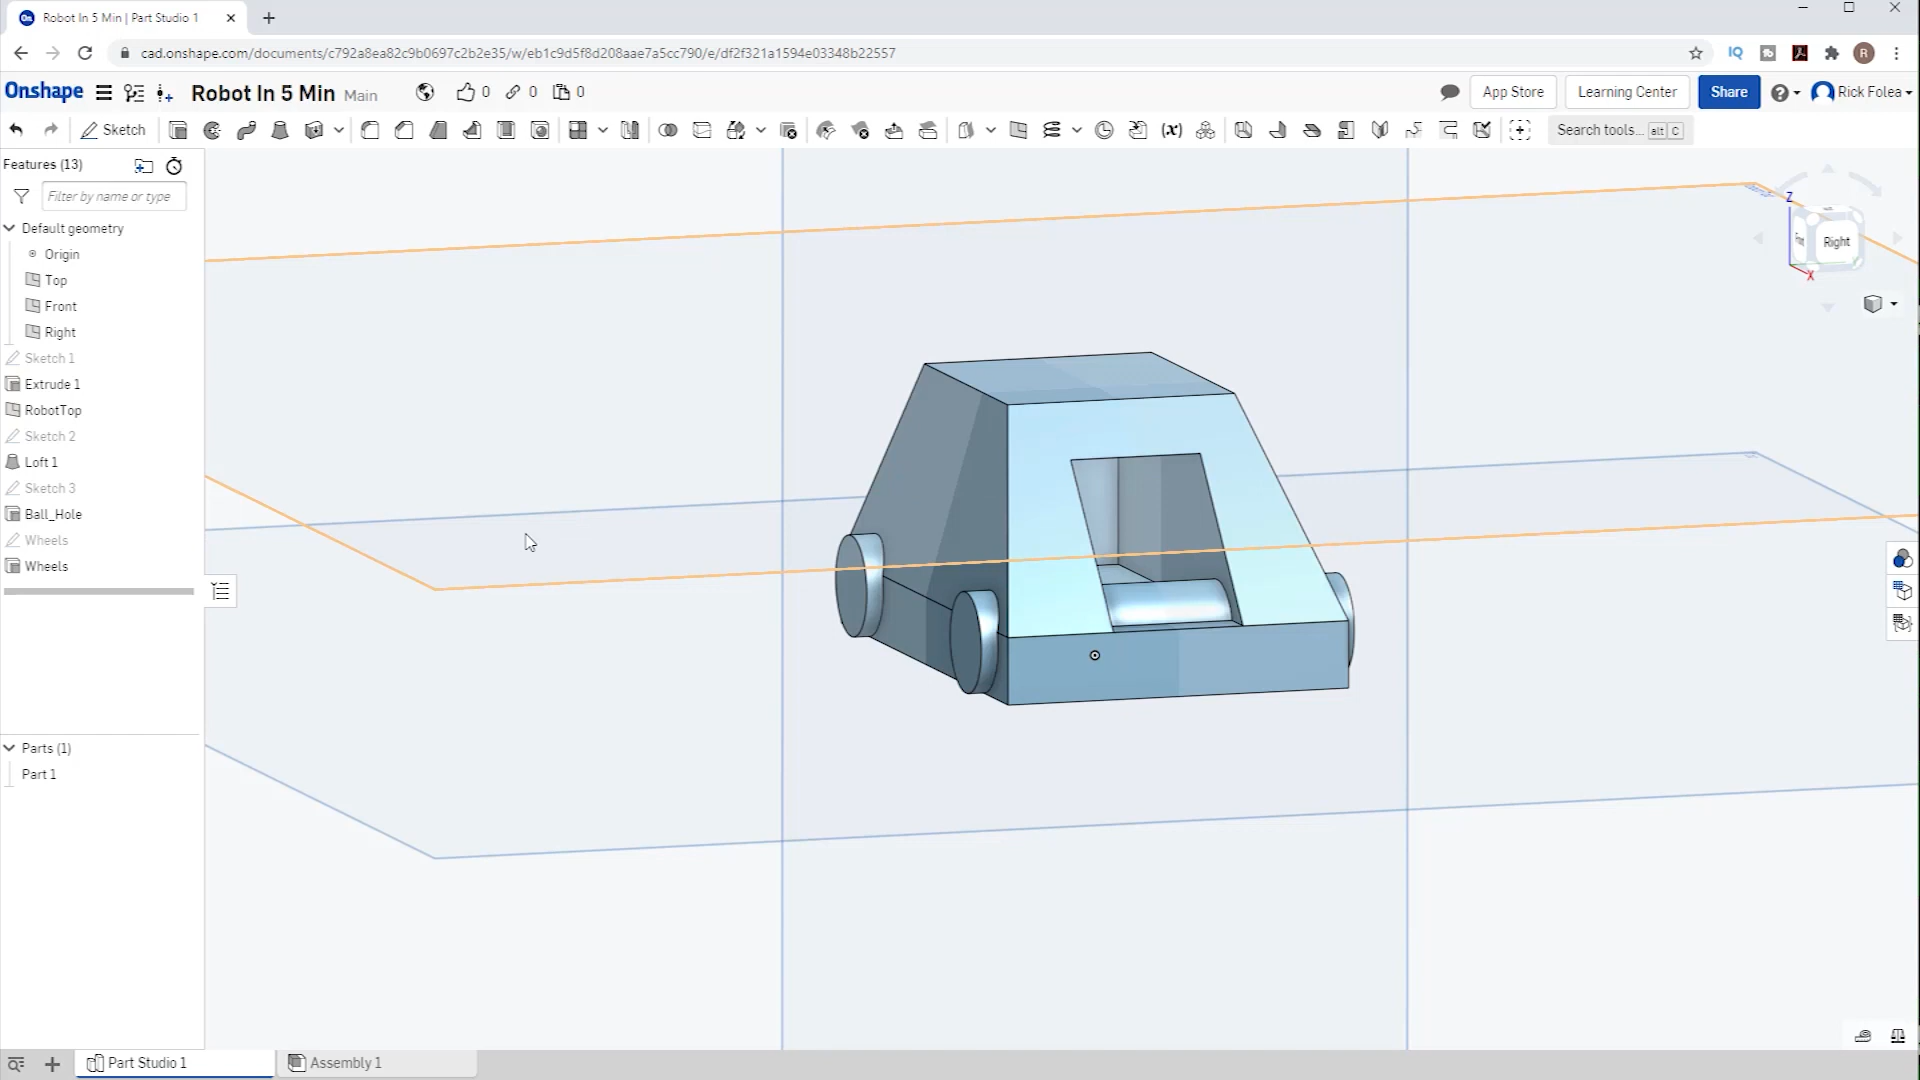 Robot In 5 Min | Part Studio 1
cad.onshape.com/documents/c792a8ea82c9b0697c2b2e35/w/eb1c9d5f8d208aae7a5cc790/e/df2f321a1594e03348b22557
IQ
R
Onshape
Robot In 5 Min Main
0
0
0
App Store
Learning Center
Share
Rick Folea
Sketch
(x)
Search tools... alt C
Features (13)
Filter by name or type
Default geometry
Origin
Top
Front
Right
Sketch 1
Extrude 1
RobotTop
Sketch 2
Loft 1
Sketch 3
Ball_Hole
Wheels
Wheels
Parts (1)
Part 1
Z
Right
X
Part Studio 1
Assembly 1